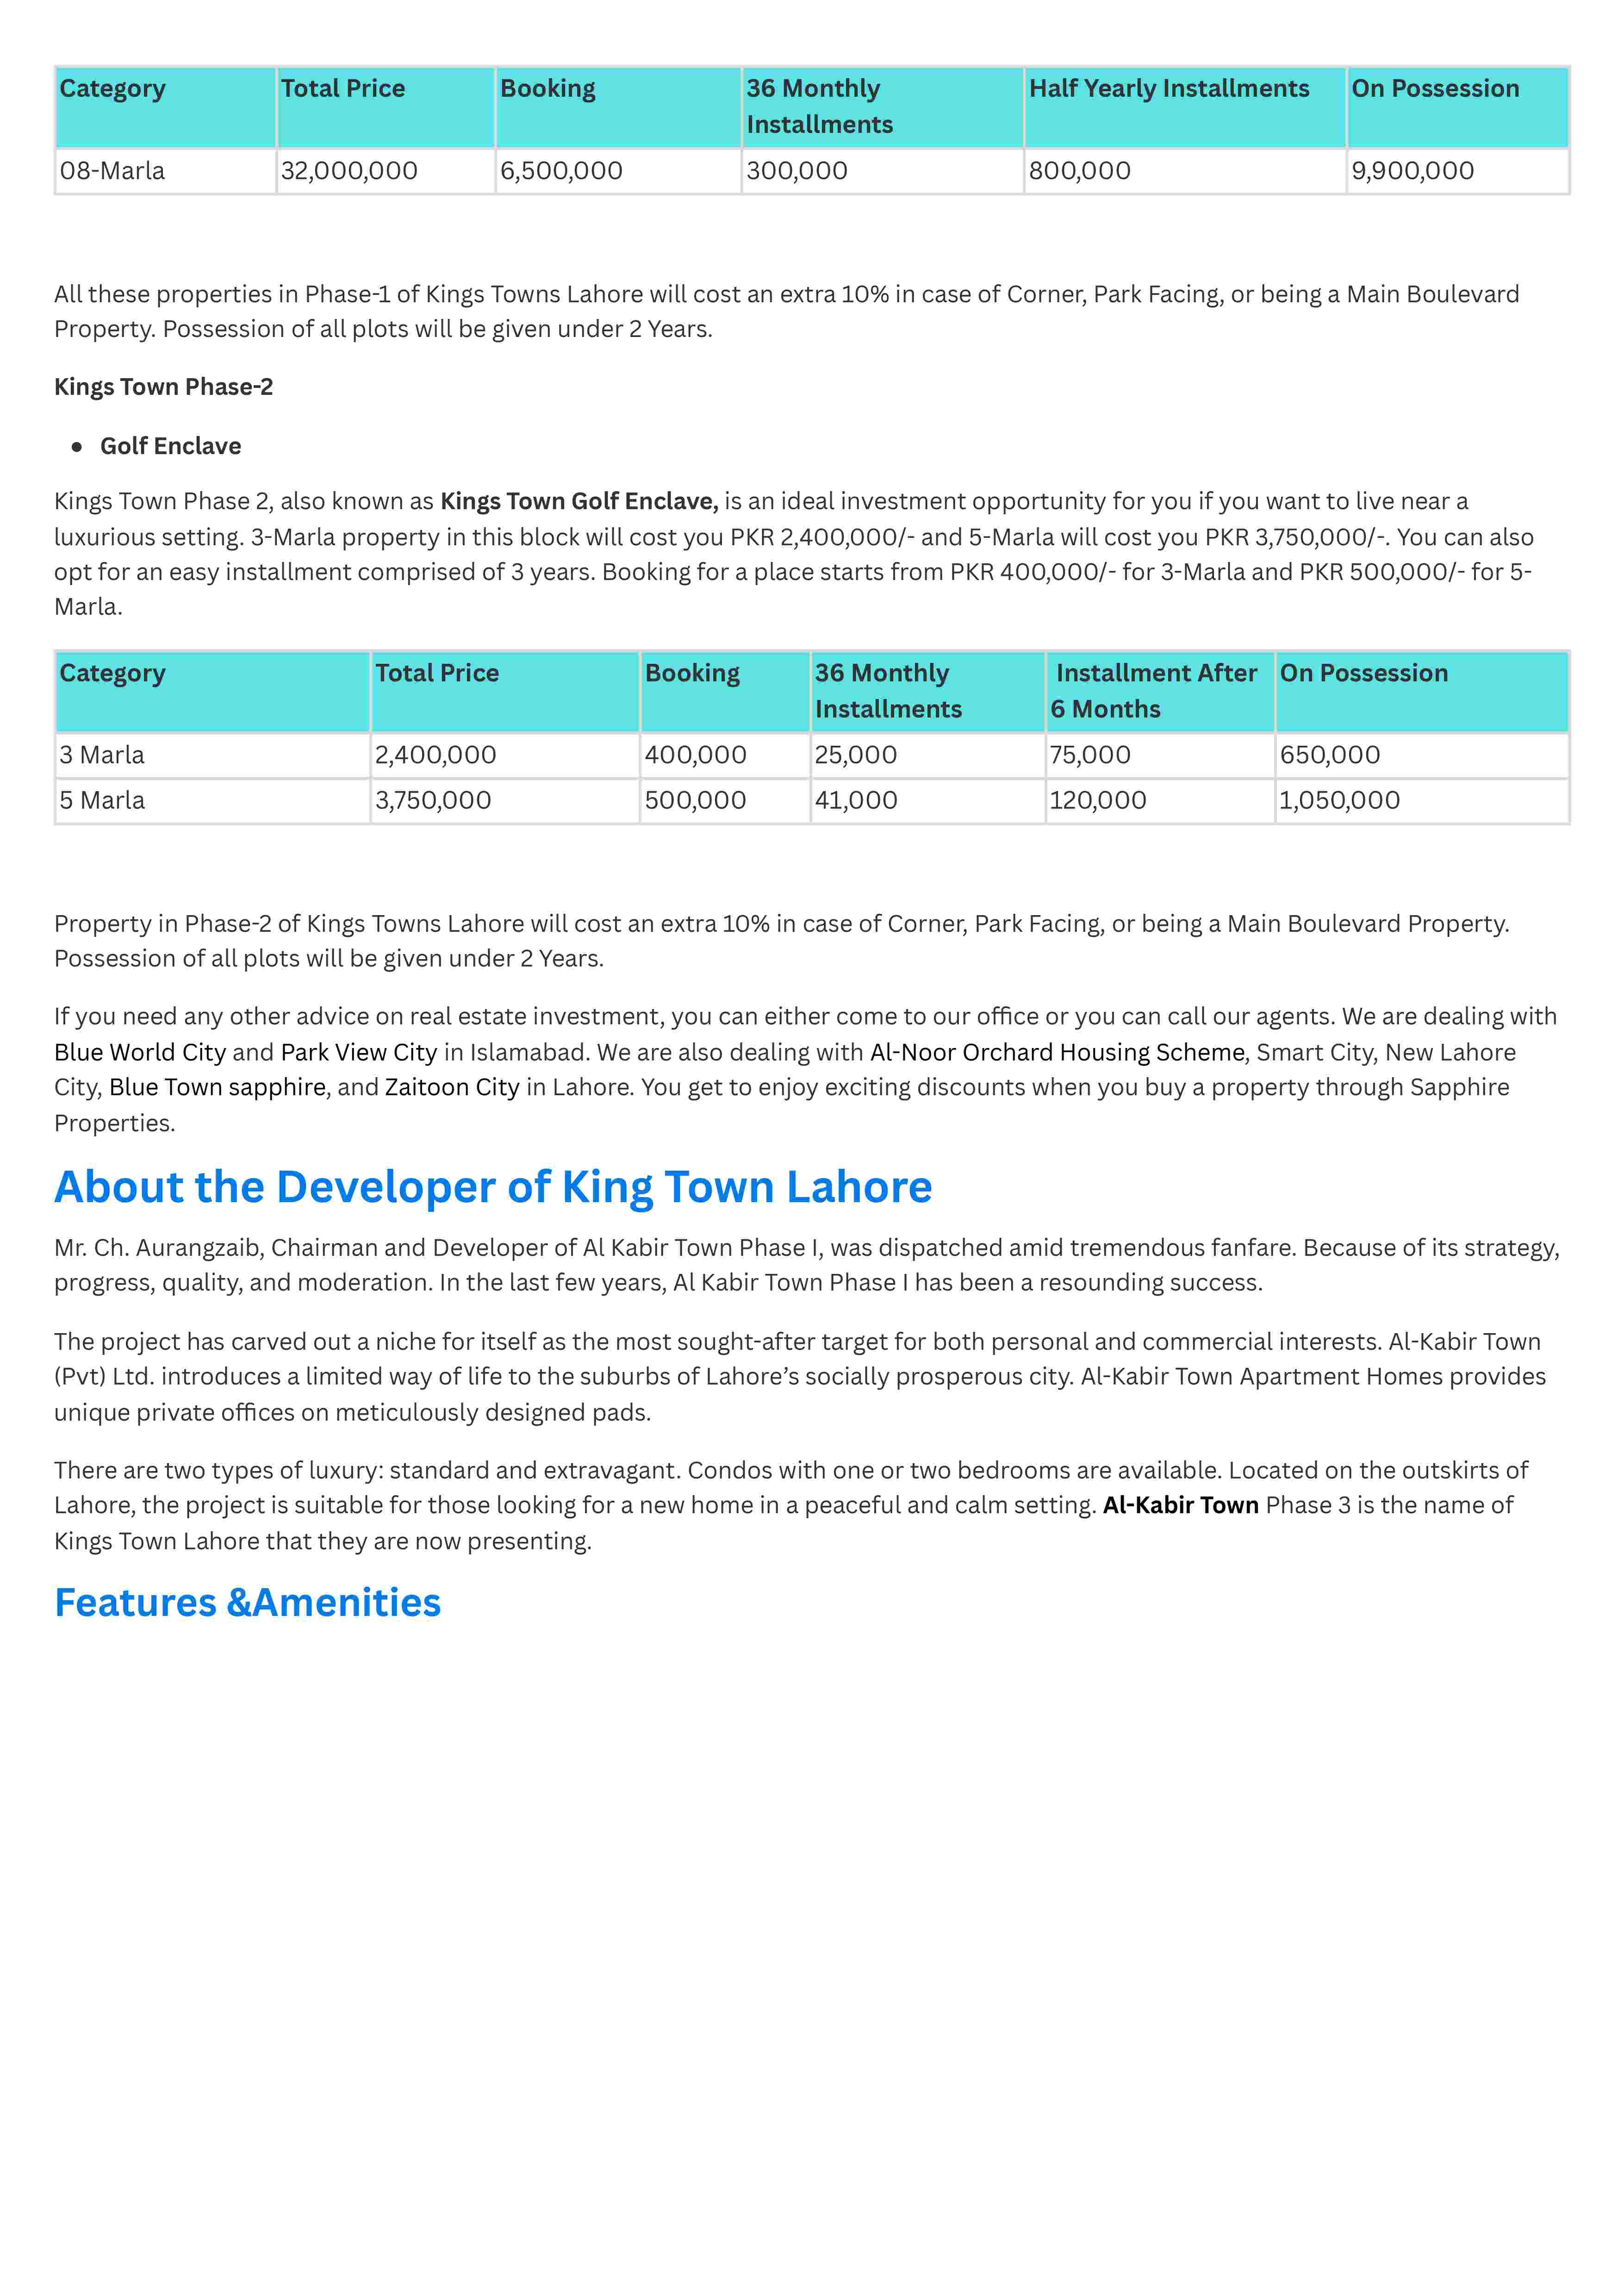 Category Total Price Booking 36 Monthly Installments Half Yearly Installments On Possession
08-Marla 32,000,000 6,500,000 300,000 800,000 9,900,000
All these properties in Phase-1 of Kings Towns Lahore will cost an extra 10% in case of Corner, Park Facing, or being a Main Boulevard
Property. Possession of all plots will be given under 2 Years.
Kings Town Phase-2
● Golf Enclave
Kings Town Phase 2, also known as Kings Town Golf Enclave, is an ideal investment opportunity for you if you want to live near a
luxurious setting. 3-Marla property in this block will cost you PKR 2,400,000/- and 5-Marla will cost you PKR 3,750,000/-. You can also
opt for an easy installment comprised of 3 years. Booking for a place starts from PKR 400,000/- for 3-Marla and PKR 500,000/- for 5-
Marla.
Category Total Price Booking 36 Monthly Installments Installment After 6 Months On Possession
3 Marla 2,400,000 400,000 25,000 75,000 650,000
5 Marla 3,750,000 500,000 41,000 120,000 1,050,000
Property in Phase-2 of Kings Towns Lahore will cost an extra 10% in case of Corner, Park Facing, or being a Main Boulevard Property.
Possession of all plots will be given under 2 Years.
If you need any other advice on real estate investment, you can either come to our office or you can call our agents. We are dealing with
Blue World City and Park View City in Islamabad. We are also dealing with Al-Noor Orchard Housing Scheme, Smart City, New Lahore
City, Blue Town sapphire, and Zaitoon City in Lahore. You get to enjoy exciting discounts when you buy a property through Sapphire
Properties.
About the Developer of King Town Lahore
Mr. Ch. Aurangzaib, Chairman and Developer of Al Kabir Town Phase I, was dispatched amid tremendous fanfare. Because of its strategy,
progress, quality, and moderation. In the last few years, Al Kabir Town Phase I has been a resounding success.
The project has carved out a niche for itself as the most sought-after target for both personal and commercial interests. Al-Kabir Town
(Pvt) Ltd. introduces a limited way of life to the suburbs of Lahore’s socially prosperous city. Al-Kabir Town Apartment Homes provides
unique private offices on meticulously designed pads.
There are two types of luxury: standard and extravagant. Condos with one or two bedrooms are available. Located on the outskirts of
Lahore, the project is suitable for those looking for a new home in a peaceful and calm setting. Al-Kabir Town Phase 3 is the name of
Kings Town Lahore that they are now presenting.
Features &Amenities